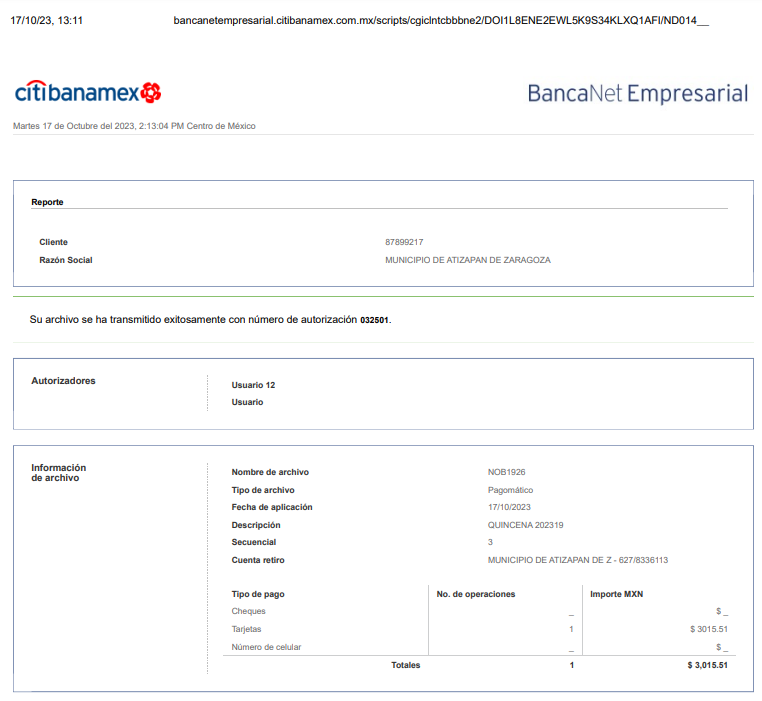 17/10/23, 13:11 bancanetempresarial.citibanamex.com.mx/scripts/cgiclntcbbbne2/DOI1L8ENE2EWL5K9S34KLXQ1AFI/ND014__
citibanamex BancaNet Empresarial
Martes 17 de Octubre del 2023, 2:13:04 PM Centro de México
Reporte
Cliente 87899217
Razón Social MUNICIPIO DE ATIZAPAN DE ZARAGOZA
Su archivo se ha transmitido exitosamente con número de autorización 032501.
Autorizadores
Usuario 12
Usuario
Información
de archivo
Nombre de archivo NOB1926
Tipo de archivo Pagomático
Fecha de aplicación 17/10/2023
Descripción QUINCENA 202319
Secuencial 3
Cuenta retiro MUNICIPIO DE ATIZAPAN DE Z - 627/8336113
Tipo de pago No. de operaciones Importe MXN
Cheques _ $ _
Tarjetas 1 $ 3015.51
Número de celular _ $ _
Totales 1 $ 3,015.51